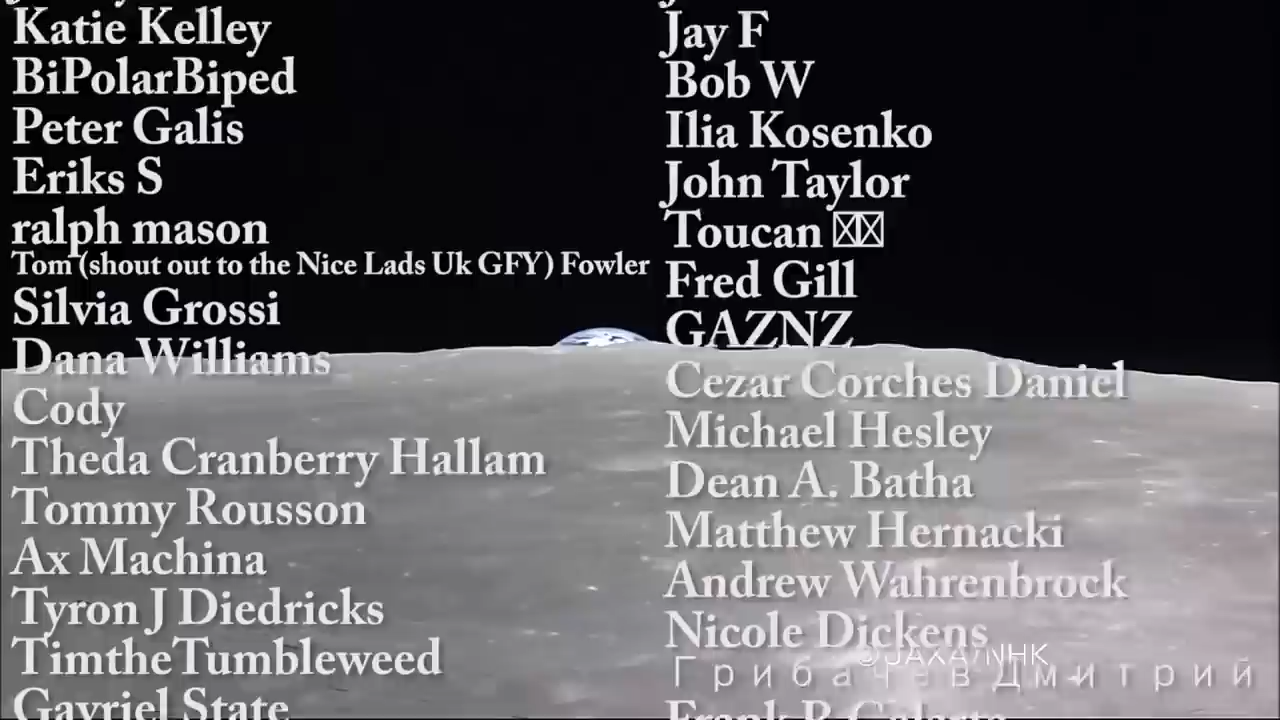 Katie Kelley
BiPolarBiped
Peter Galis
Eriks S
ralph mason
Tom (shout out to the Nice Lads Uk GFY) Fowler
Silvia Grossi
Dana Williams
Cody
Theda Cranberry Hallam
Tommy Rousson
Ax Machina
Tyron J Diedricks
TimtheTumbleweed
Gavriel State
Jay F
Bob W
Ilia Kosenko
John Taylor
Toucan
Fred Gill
GAZNZ
Cezar Corches Daniel
Michael Hesley
Dean A. Batha
Matthew Hernacki
Andrew Wahrenbrock
Nicole Dickens
©JAXA/NHK
Грибачев Дмитрий
Frank R